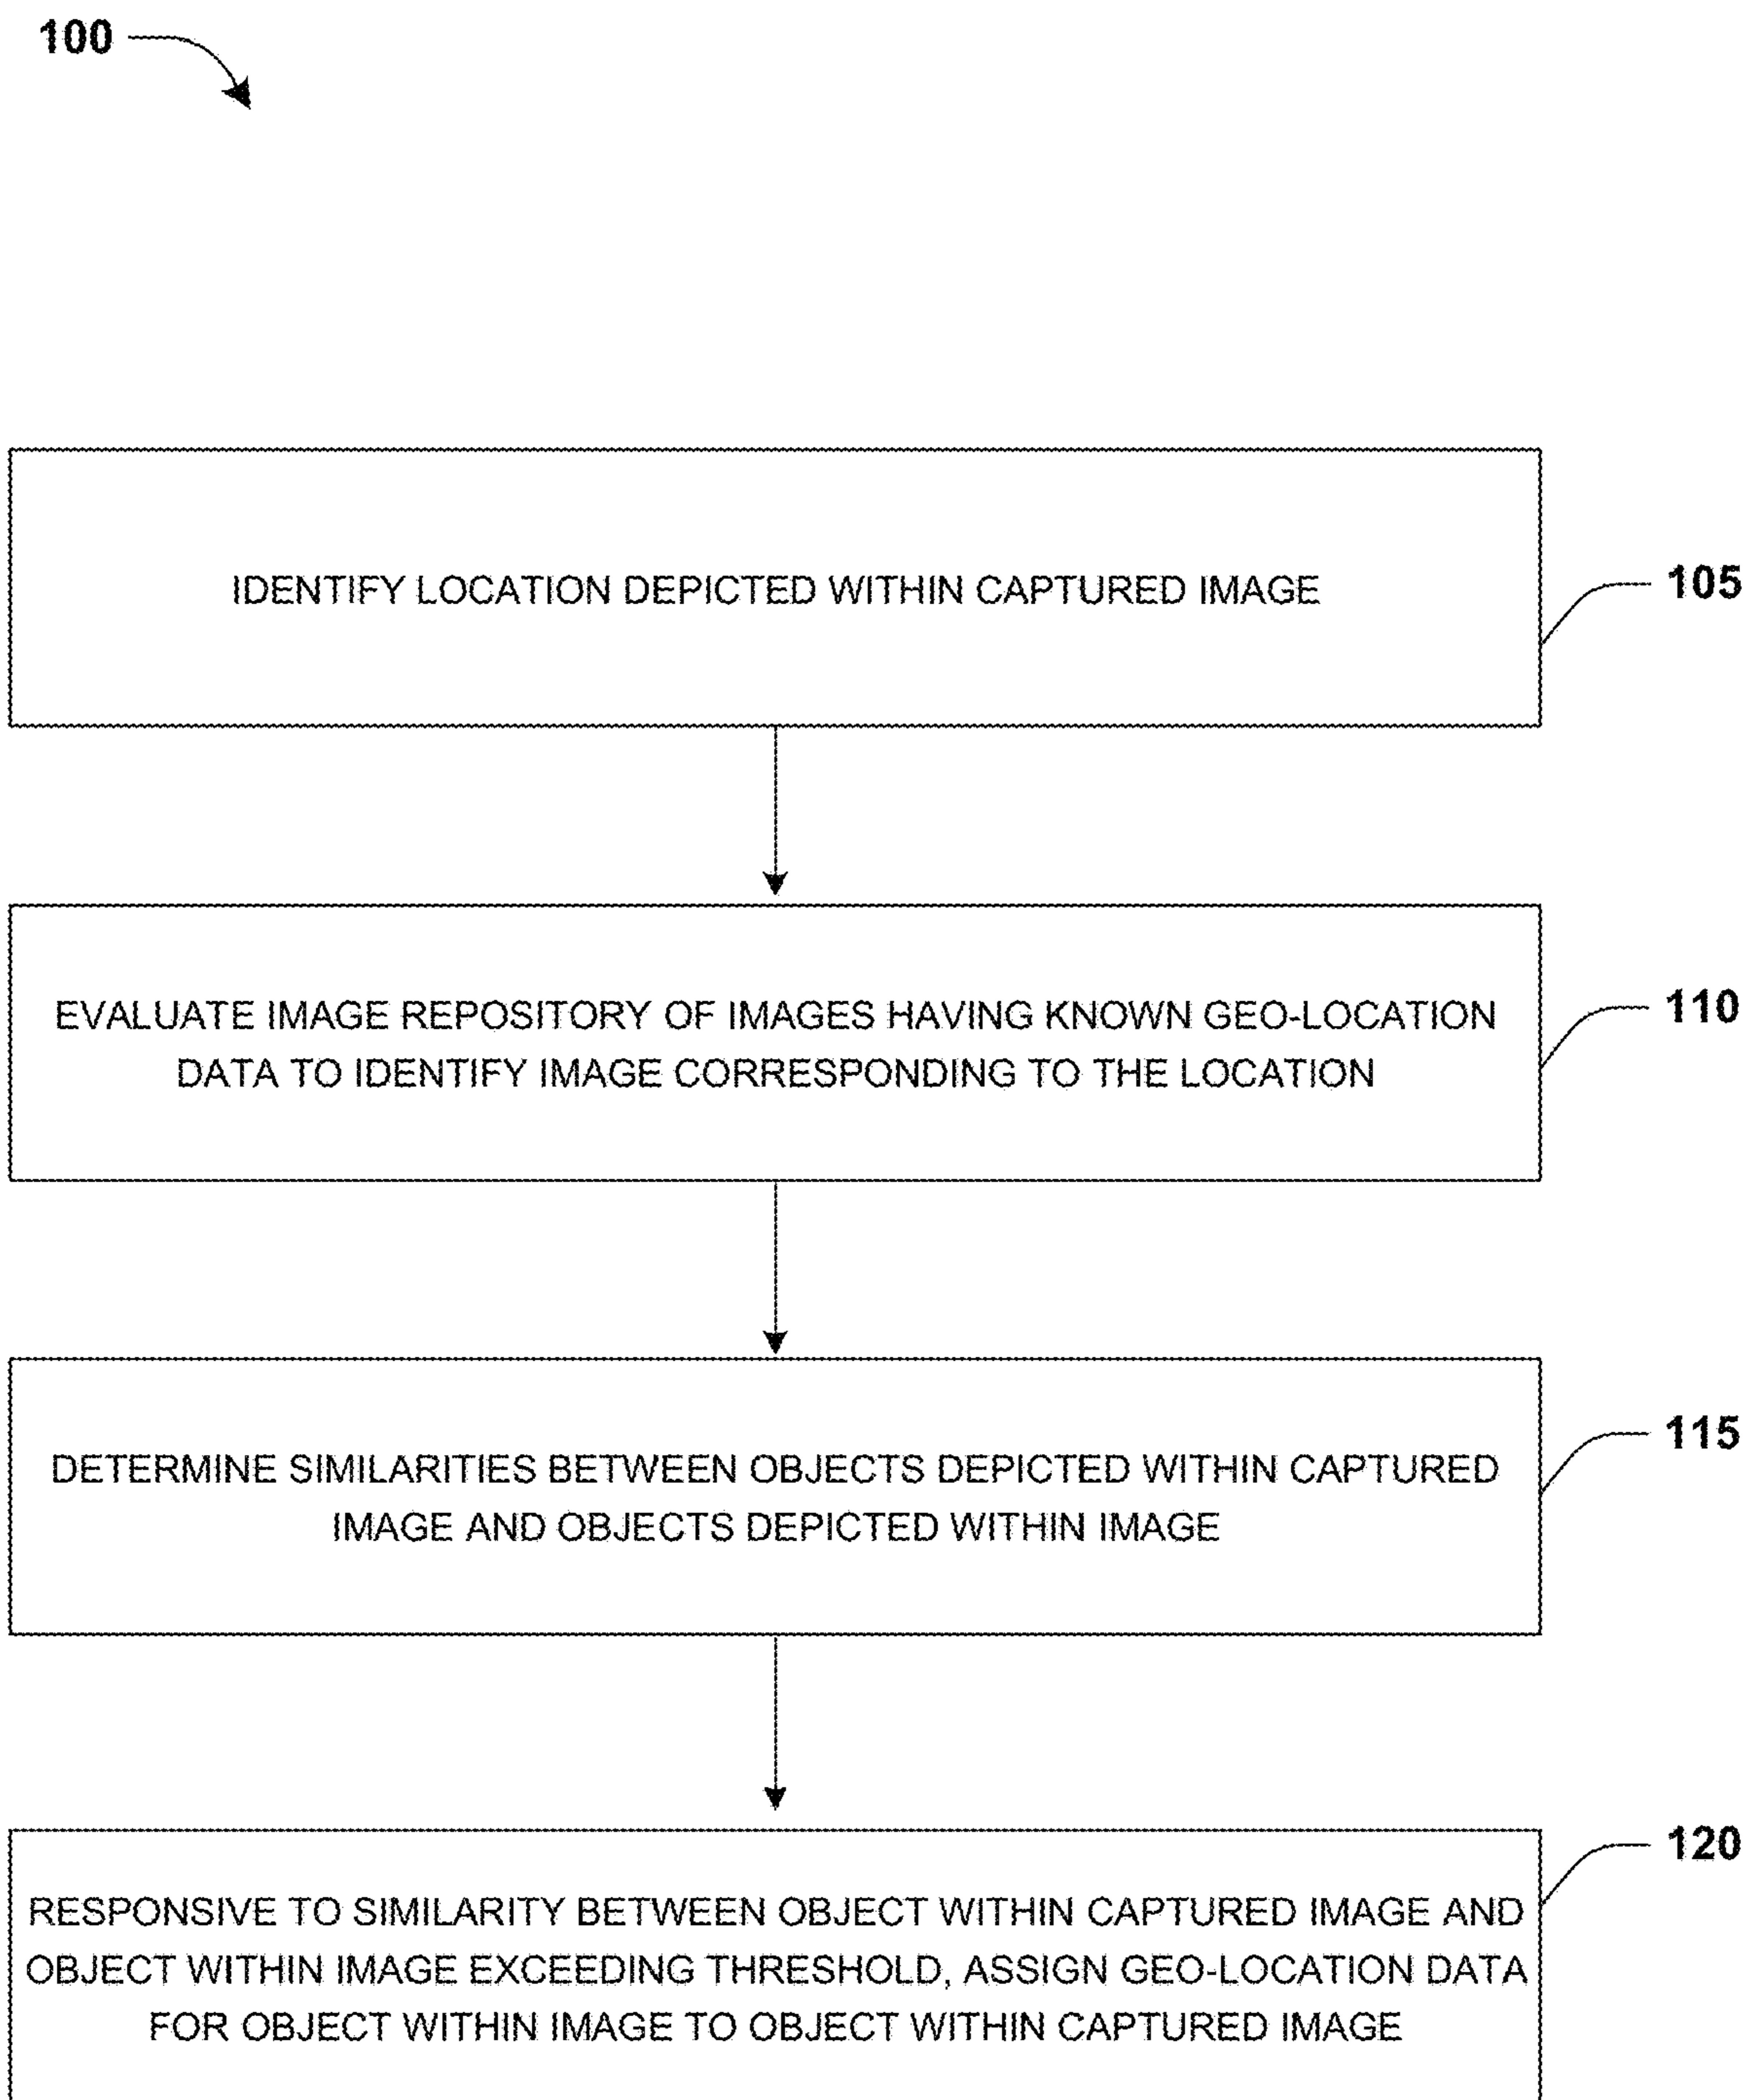 100
IDENTIFY LOCATION DEPICTED WITHIN CAPTURED IMAGE
105
EVALUATE IMAGE REPOSITORY OF IMAGES HAVING KNOWN GEO-LOCATION
DATA TO IDENTIFY IMAGE CORRESPONDING TO THE LOCATION
110
DETERMINE SIMILARITIES BETWEEN OBJECTS DEPICTED WITHIN CAPTURED
IMAGE AND OBJECTS DEPICTED WITHIN IMAGE
115
RESPONSIVE TO SIMILARITY BETWEEN OBJECT WITHIN CAPTURED IMAGE AND
OBJECT WITHIN IMAGE EXCEEDING THRESHOLD, ASSIGN GEO-LOCATION DATA
FOR OBJECT WITHIN IMAGE TO OBJECT WITHIN CAPTURED IMAGE
120